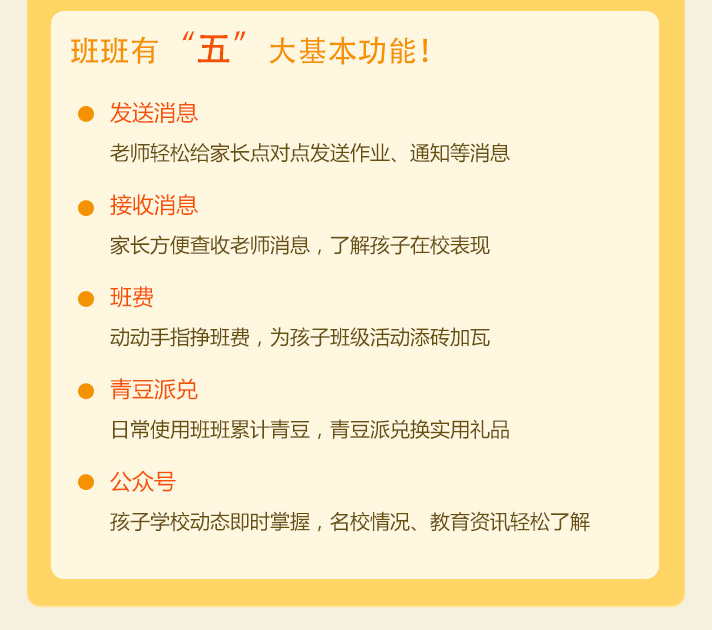 班班有“五”大基本功能！
发送消息
老师轻松给家长点对点发送作业、通知等消息
接收消息
家长方便查收老师消息，了解孩子在校表现
班费
动动手指挣班费，为孩子班级活动添砖加瓦
青豆派兑
日常使用班班累计青豆，青豆派兑换实用礼品
公众号
孩子学校动态即时掌握，名校情况、教育资讯轻松了解